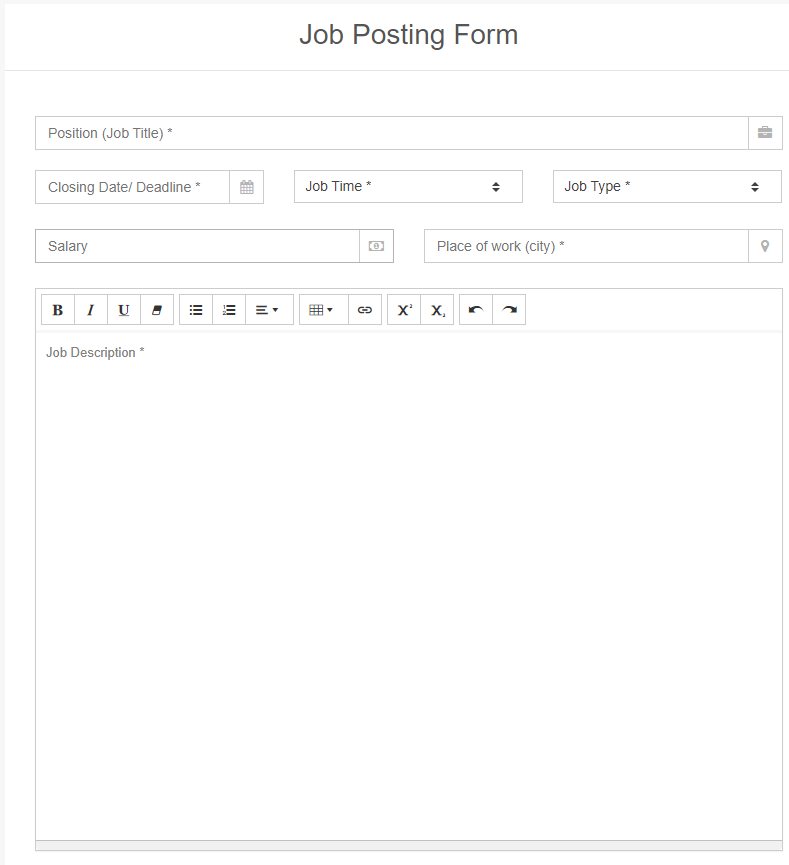 Job Posting Form
Position (Job Title) *
Closing Date/ Deadline * Job Time * Job Type *
Salary Place of work (city) *
B I U X² X,
Job Description *